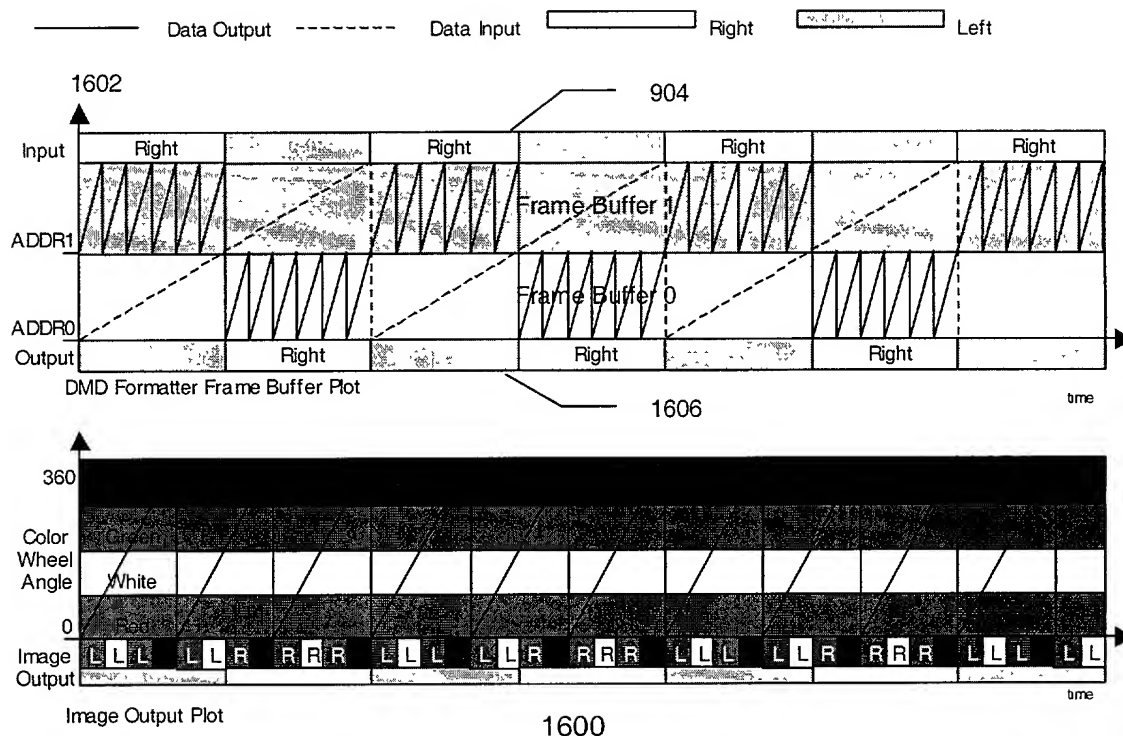 Data Output Data Input Right Left
1602
904
Input Right Right Right Right
Frame Buffer 1
ADDR1
Frame Buffer 0
ADDR0
Output Right Right Right
DMD Formatter Frame Buffer Plot
time
1606
360
Green
Color
Wheel
Angle
White
Red
0
Image
Output
L L L L L R R R R L L L L L R R R R L L L L L R R R R L L L L L
time
Image Output Plot
1600